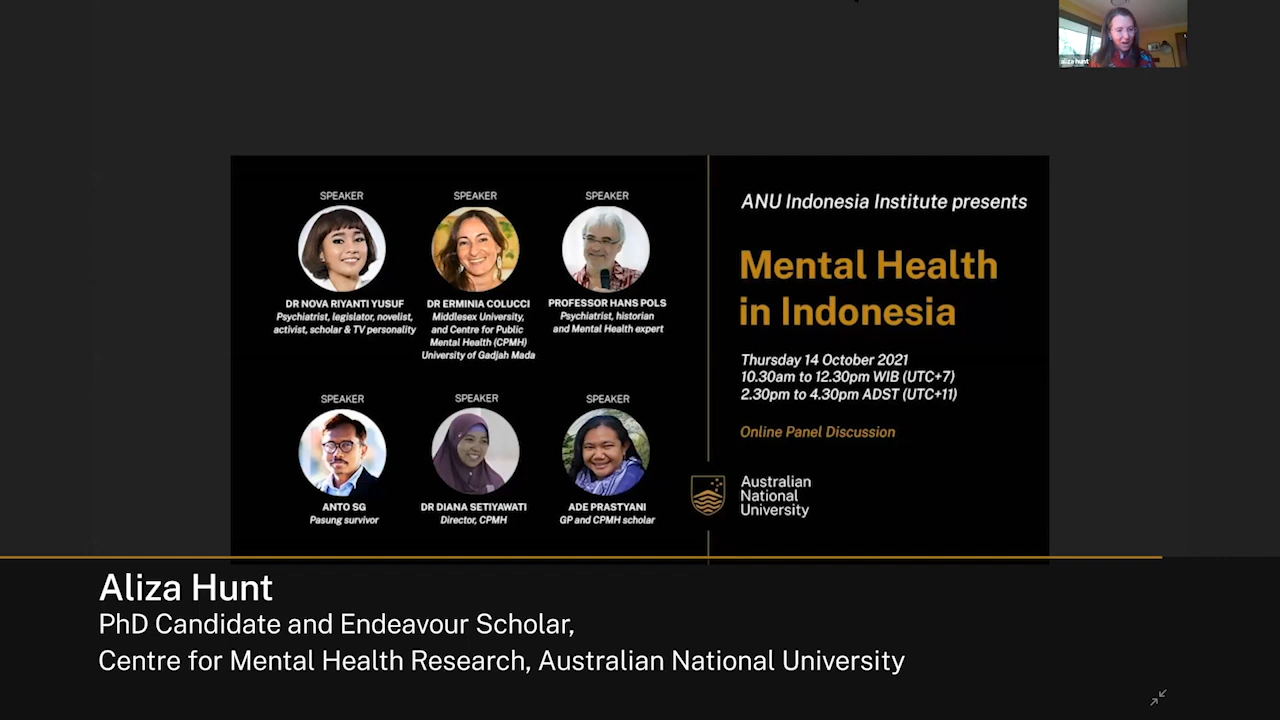 aliza hunt
SPEAKER
SPEAKER
SPEAKER
DR NOVA RIYANTI YUSUF
Psychiatrist, legislator, novelist,
activist, scholar & TV personality
DR ERMINIA COLUCCI
Middlesex University,
and Centre for Public
Mental Health (CPMH)
University of Gadjah Mada
PROFESSOR HANS POLS
Psychiatrist, historian
and Mental Health expert
SPEAKER
SPEAKER
SPEAKER
ANTO SG
Pasung survivor
DR DIANA SETIYAWATI
Director, CPMH
ADE PRASTYANI
GP and CPMH scholar
ANU Indonesia Institute presents
Mental Health
in Indonesia
Thursday 14 October 2021
10.30am to 12.30pm WIB (UTC+7)
2.30pm to 4.30pm ADST (UTC+11)
Online Panel Discussion
Australian
National
University
Aliza Hunt
PhD Candidate and Endeavour Scholar,
Centre for Mental Health Research, Australian National University